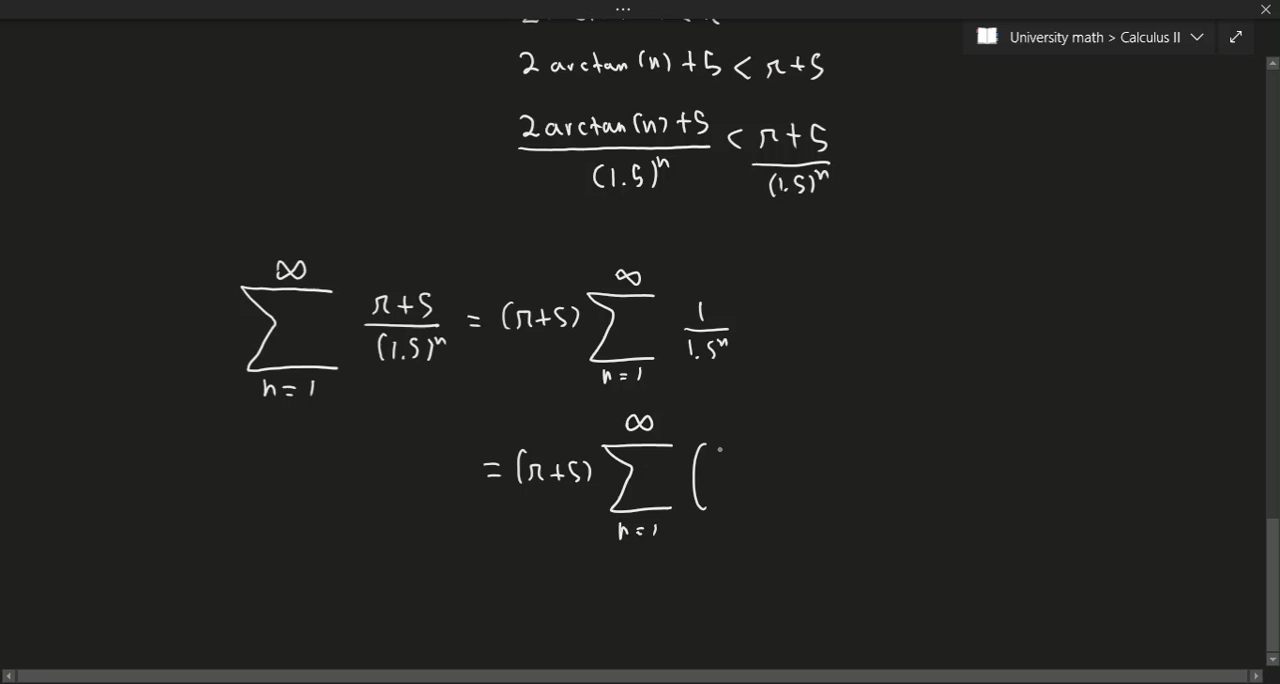 University math > Calculus II
2 arctan(n) + 5 < π + 5
(2 arctan(n) + 5)/(1.5)^n < (π + 5)/(1.5)^n
∑_{n=1}^{∞} (π + 5)/(1.5)^n = (π + 5) ∑_{n=1}^{∞} 1/1.5^n
= (π + 5) ∑_{n=1}^{∞} (